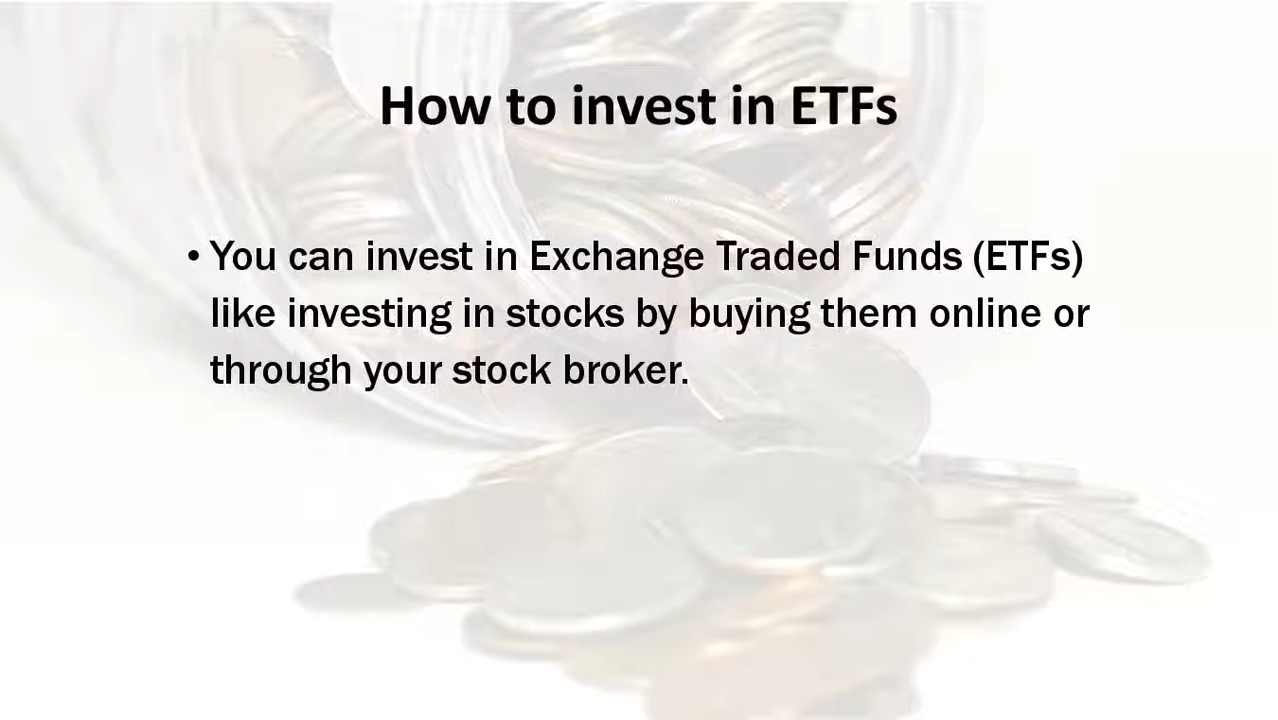 How to invest in ETFs
• You can invest in Exchange Traded Funds (ETFs)
like investing in stocks by buying them online or
through your stock broker.